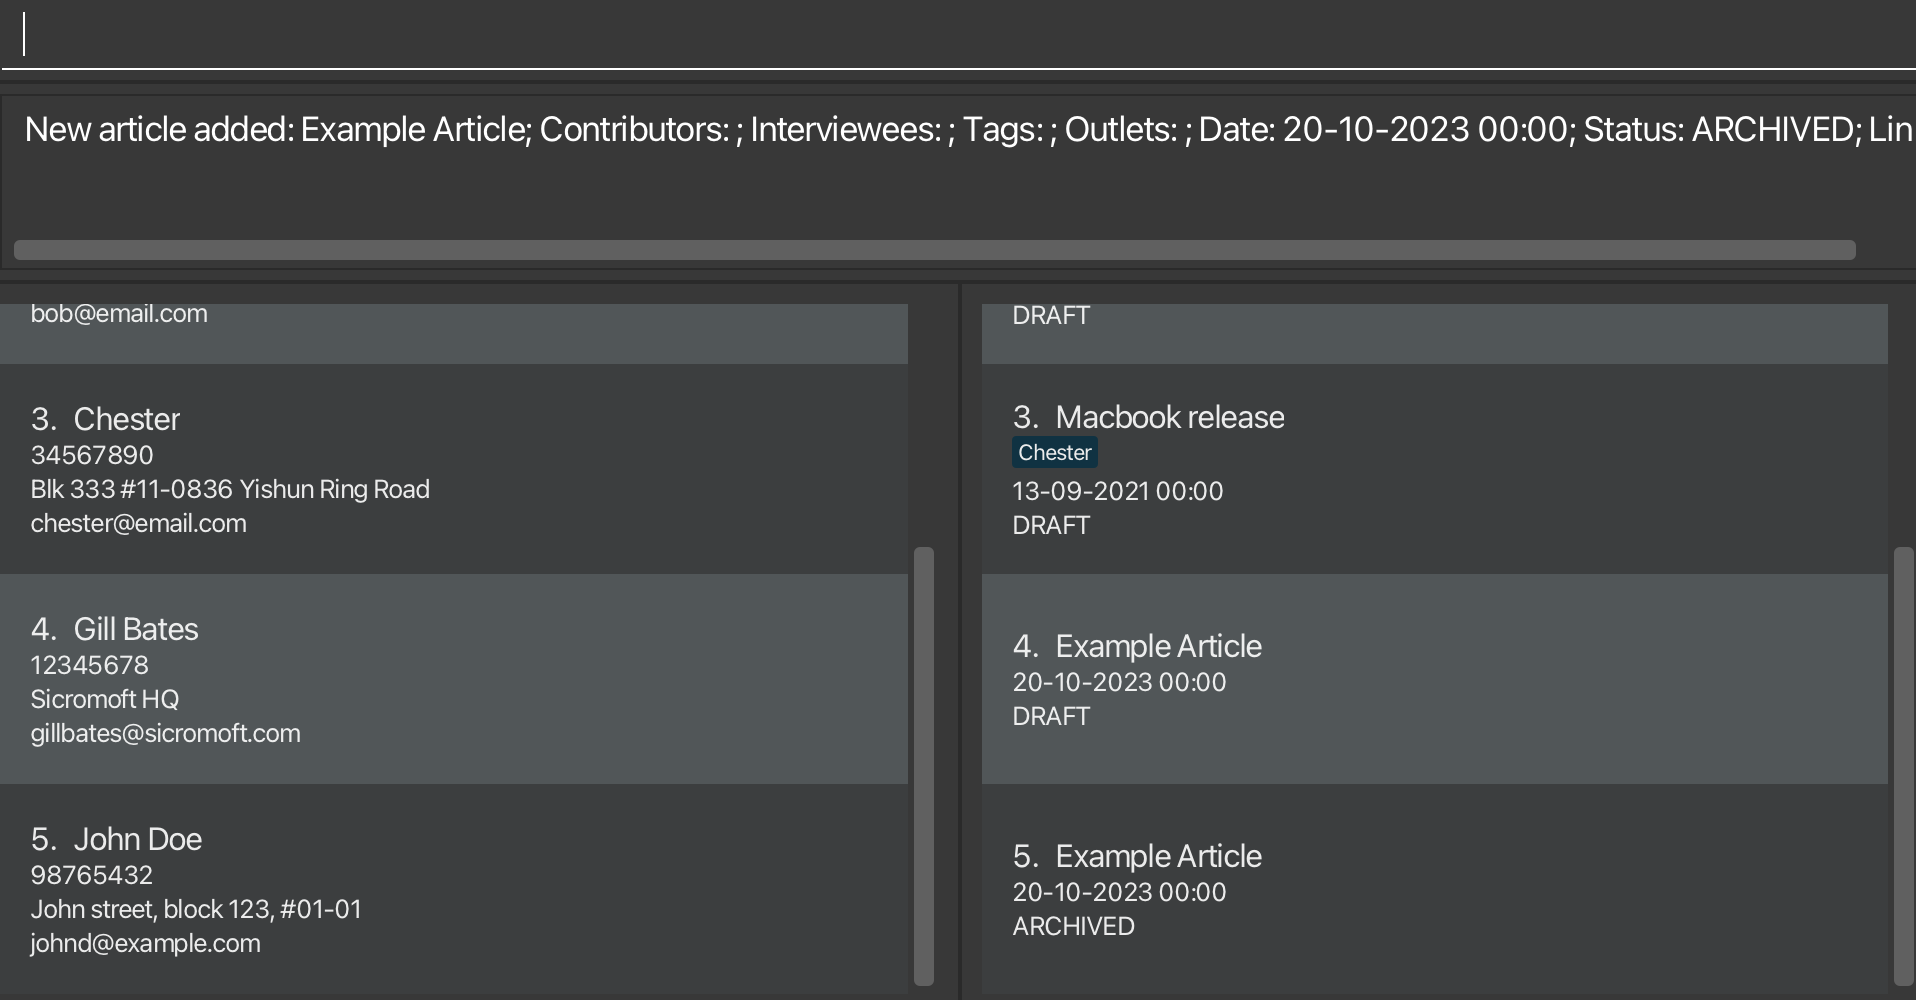 New article added: Example Article; Contributors: ; Interviewees: ; Tags: ; Outlets: ; Date: 20-10-2023 00:00; Status: ARCHIVED; Lin
bob@email.com
3. Chester
34567890
Blk 333 #11-0836 Yishun Ring Road
chester@email.com
4. Gill Bates
12345678
Sicromoft HQ
gillbates@sicromoft.com
5. John Doe
98765432
John street, block 123, #01-01
johnd@example.com
DRAFT
3. Macbook release
Chester
13-09-2021 00:00
DRAFT
4. Example Article
20-10-2023 00:00
DRAFT
5. Example Article
20-10-2023 00:00
ARCHIVED